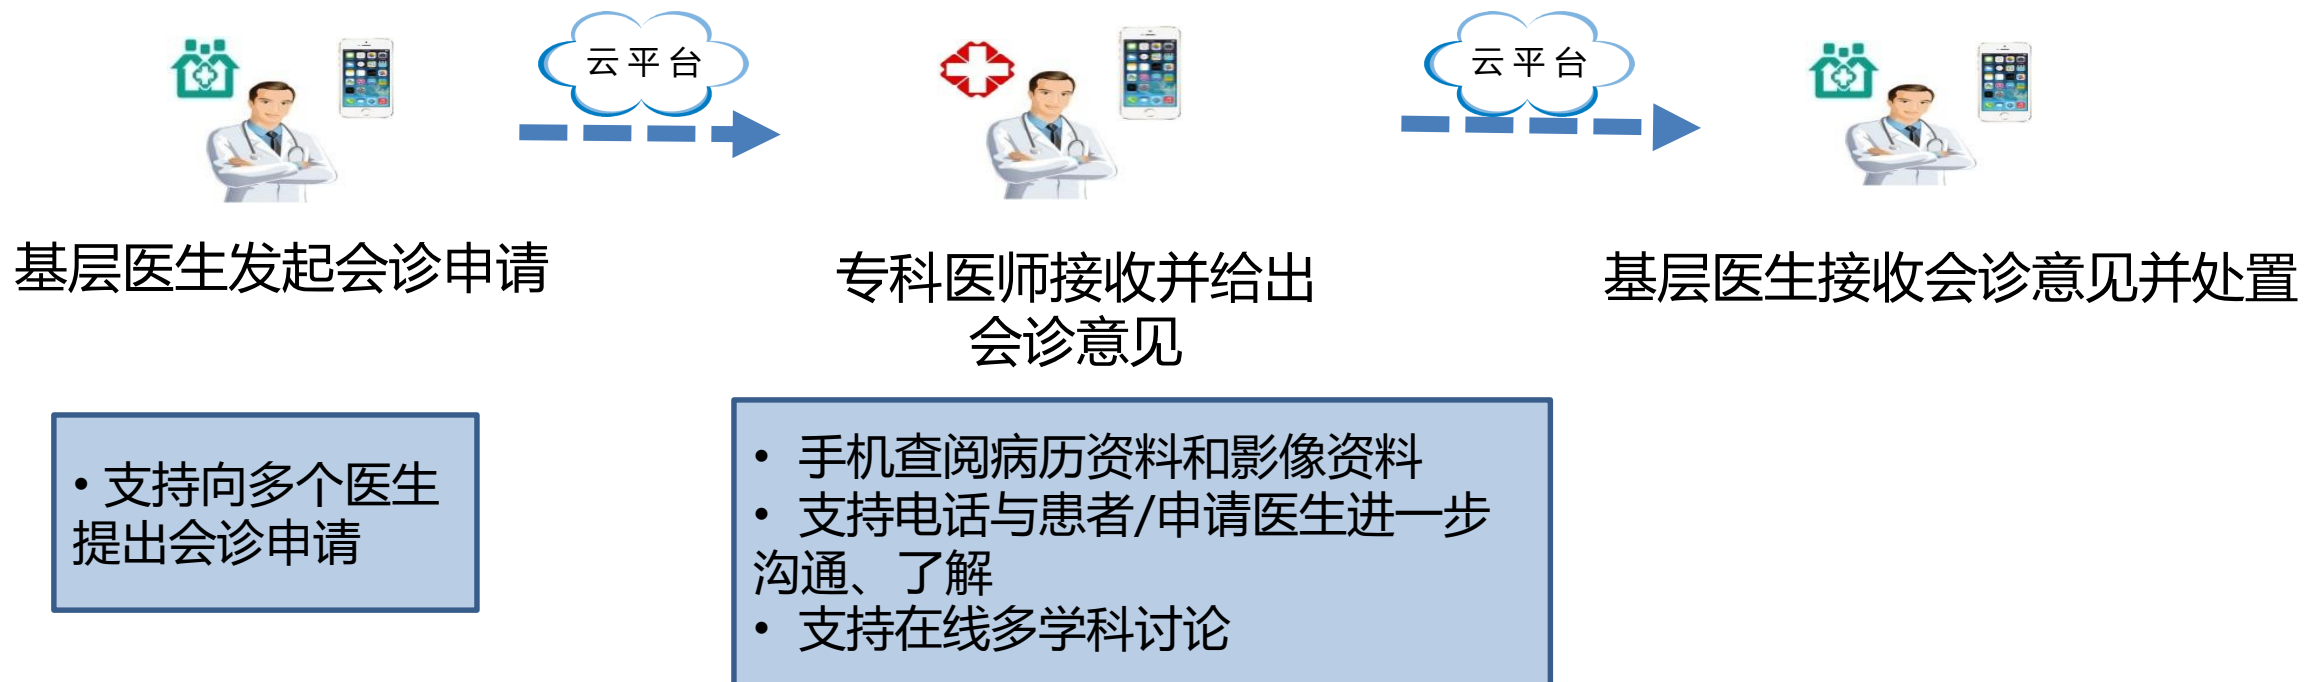 云平台
云平台
基层医生发起会诊申请
专科医师接收并给出
会诊意见
基层医生接收会诊意见并处置
• 支持向多个医生
提出会诊申请
• 手机查阅病历资料和影像资料
• 支持电话与患者/申请医生进一步
沟通、了解
• 支持在线多学科讨论